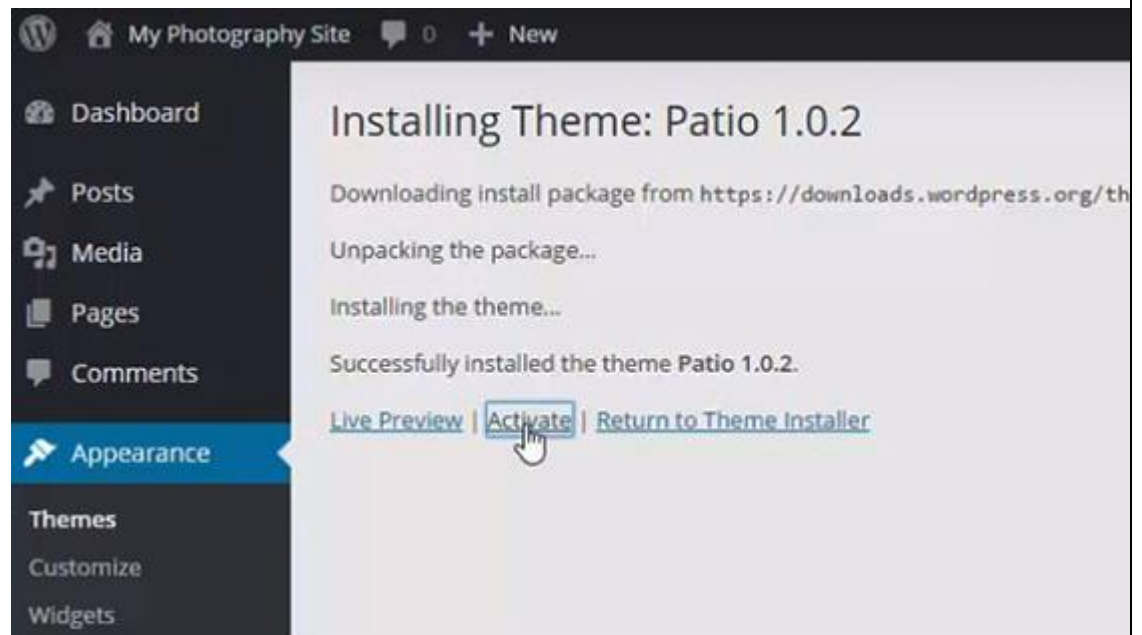 My Photography Site 0 + New
Dashboard
Posts
Media
Pages
Comments
Appearance
Themes
Customize
Widgets
Installing Theme: Patio 1.0.2
Downloading install package from https://downloads.wordpress.org/th
Unpacking the package...
Installing the theme...
Successfully installed the theme Patio 1.0.2.
Live Preview | Activate | Return to Theme Installer